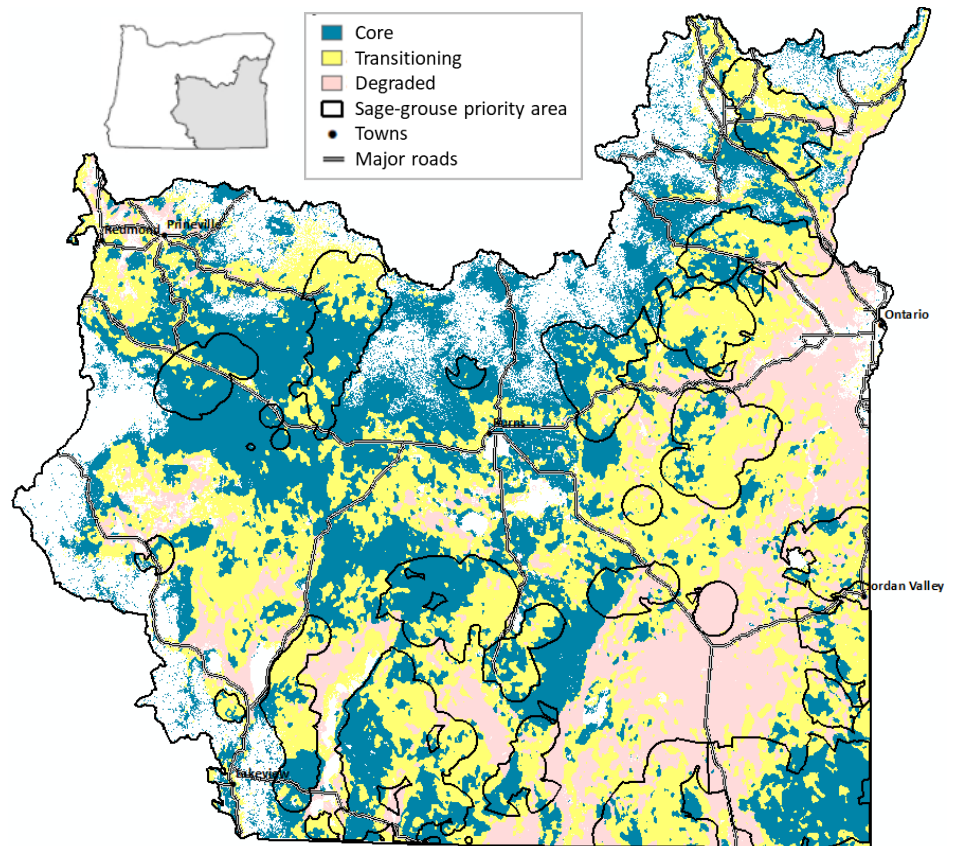 Core
Transitioning
Degraded
Sage-grouse priority area
Towns
Major roads
Redmond
Prineville
Ontario
Burns
Jordan Valley
Lakeview